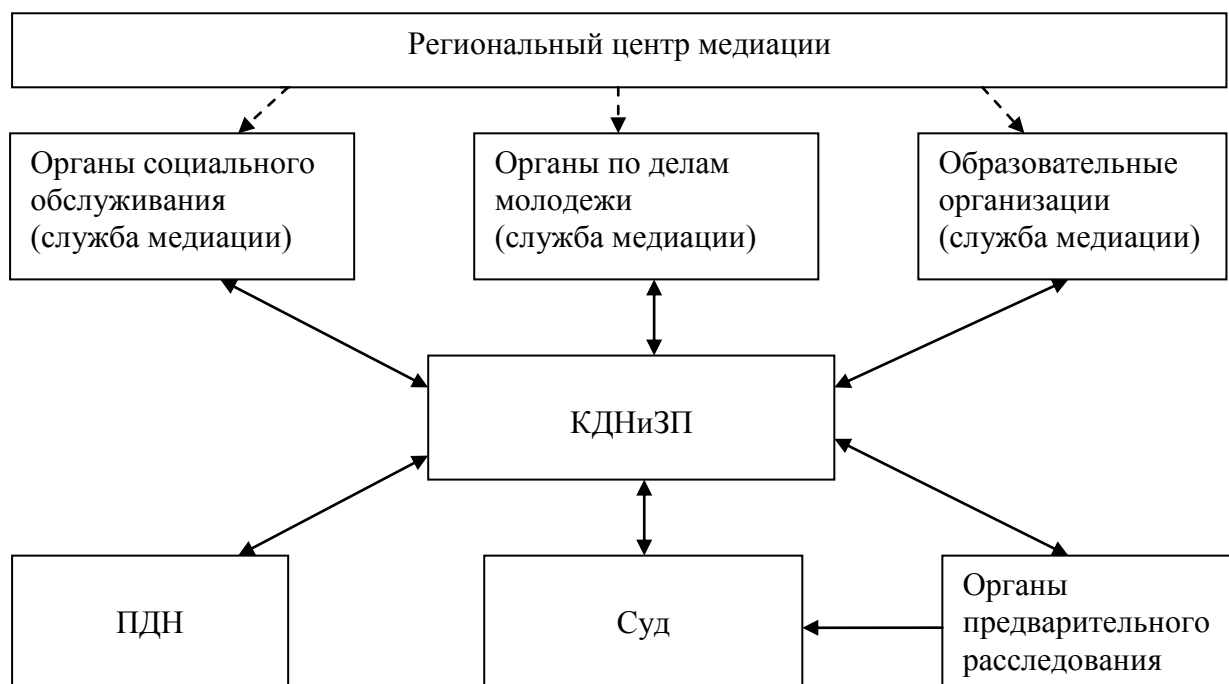 Региональный центр медиации
Органы социального
обслуживания
(служба медиации)
Органы по делам
молодежи
(служба медиации)
Образовательные
организации
(служба медиации)
КДНиЗП
ПДН
Суд
Органы
предварительного
расследования